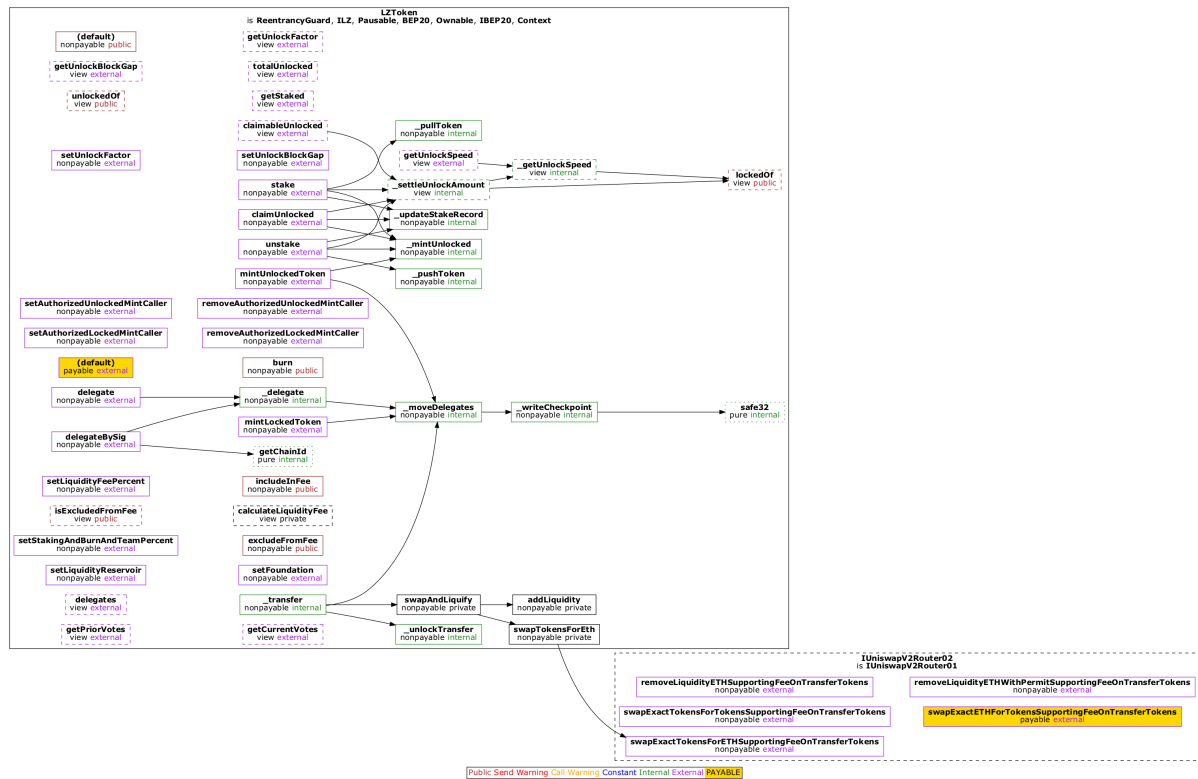 LZToken
is ReentrancyGuard, ILZ, Pausable, BEP20, Ownable, IBEP20, Context
(default)
nonpayable public
getUnlockFactor
view external
getUnlockBlockGap
view external
totalUnlocked
view external
unlockedOf
view public
getStaked
view external
claimableUnlocked
view external
_pullToken
nonpayable internal
setUnlockFactor
nonpayable external
setUnlockBlockGap
nonpayable external
getUnlockSpeed
view external
_getUnlockSpeed
view internal
lockedOf
view public
stake
nonpayable external
_settleUnlockAmount
view internal
claimUnlocked
nonpayable external
_updateStakeRecord
nonpayable internal
unstake
nonpayable external
_mintUnlocked
nonpayable internal
mintUnlockedToken
nonpayable external
_pushToken
nonpayable internal
setAuthorizedUnlockedMintCaller
nonpayable external
removeAuthorizedUnlockedMintCaller
nonpayable external
setAuthorizedLockedMintCaller
nonpayable external
removeAuthorizedLockedMintCaller
nonpayable external
(default)
payable external
burn
nonpayable public
delegate
nonpayable external
_delegate
nonpayable internal
_moveDelegates
nonpayable internal
_writeCheckpoint
nonpayable internal
safe32
pure internal
mintLockedToken
nonpayable external
delegateBySig
nonpayable external
getChainId
pure internal
setLiquidityFeePercent
nonpayable external
includeInFee
nonpayable public
isExcludedFromFee
view public
calculateLiquidityFee
view private
setStakingAndBurnAndTeamPercent
nonpayable external
excludeFromFee
nonpayable public
setLiquidityReservoir
nonpayable external
setFoundation
nonpayable external
delegates
view external
_transfer
nonpayable internal
swapAndLiquify
nonpayable private
addLiquidity
nonpayable private
getPriorVotes
view external
getCurrentVotes
view external
_unlockTransfer
nonpayable internal
swapTokensForEth
nonpayable private
IUniswapV2Router02
is IUniswapV2Router01
removeLiquidityETHSupportingFeeOnTransferTokens
nonpayable external
removeLiquidityETHWithPermitSupportingFeeOnTransferTokens
nonpayable external
swapExactTokensForTokensSupportingFeeOnTransferTokens
nonpayable external
swapExactETHForTokensSupportingFeeOnTransferTokens
payable external
swapExactTokensForETHSupportingFeeOnTransferTokens
nonpayable external
Public Send Warning Call Warning Constant Internal External PAYABLE